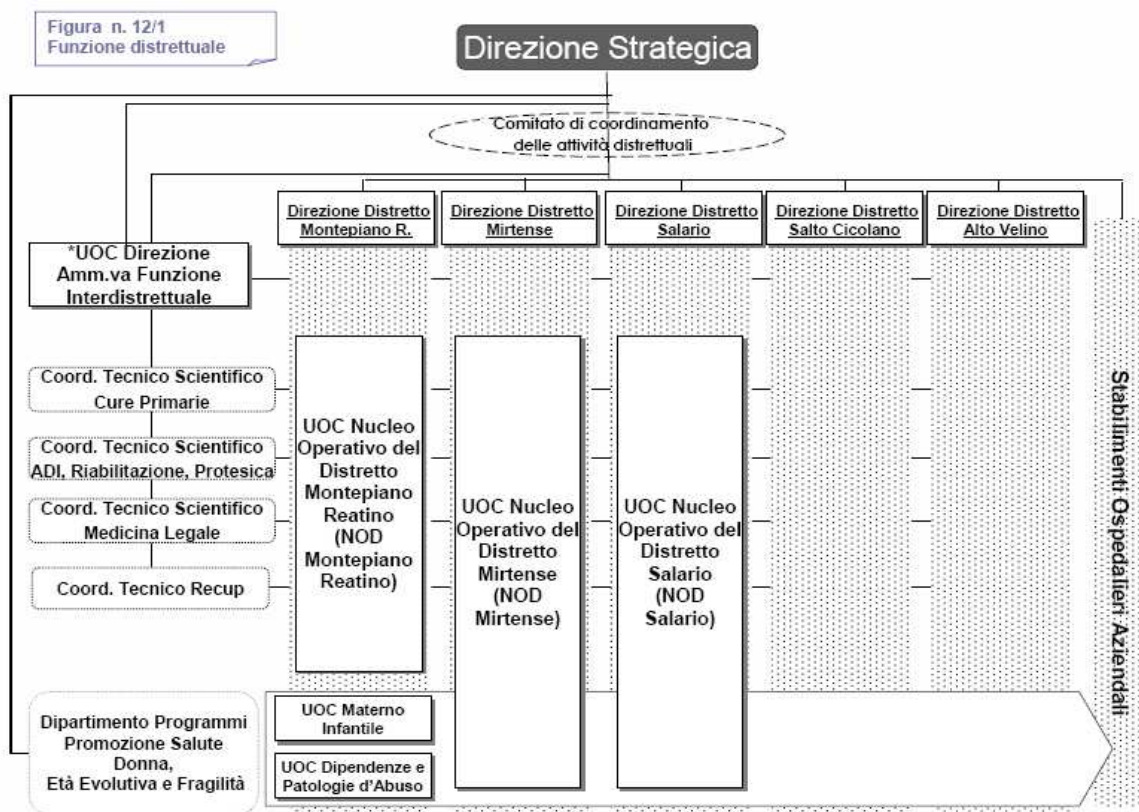 Figura n. 12/1
Funzione distrettuale
Direzione Strategica
Comitato di coordinamento
delle attività distrettuali
Direzione Distretto
Montepiano R.
Direzione Distretto
Mirtense
Direzione Distretto
Salario
Direzione Distretto
Salto Cicolano
Direzione Distretto
Alto Velino
*UOC Direzione
Amm.va Funzione
Interdistrettuale
Coord. Tecnico Scientifico
Cure Primarie
Coord. Tecnico Scientifico
ADI, Riabilitazione, Protesica
Coord. Tecnico Scientifico
Medicina Legale
Coord. Tecnico Recup
UOC Nucleo
Operativo del
Distretto
Montepiano
Reatino
(NOD
Montepiano
Reatino)
UOC Nucleo
Operativo del
Distretto
Mirtense
(NOD
Mirtense)
UOC Nucleo
Operativo del
Distretto
Salario
(NOD
Salario)
Stabilimenti Ospedalieri Aziendali
Dipartimento Programmi
Promozione Salute
Donna,
Età Evolutiva e Fragilità
UOC Materno
Infantile
UOC Dipendenze e
Patologie d'Abuso